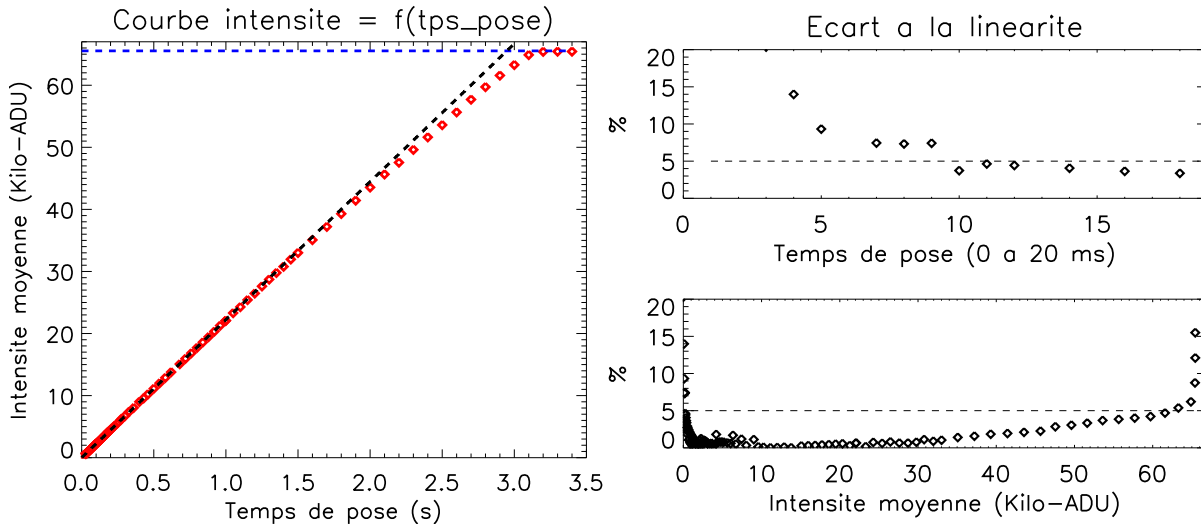 Courbe intensite = f(tps_pose)
60
50
40
30
20
10
0
Intensite moyenne (Kilo-ADU)
0.0 0.5 1.0 1.5 2.0 2.5 3.0 3.5
Temps de pose (s)
Ecart a la linearite
20
15
10
5
0
%
0 5 10 15
Temps de pose (0 a 20 ms)
20
15
10
5
0
%
0 10 20 30 40 50 60
Intensite moyenne (Kilo-ADU)